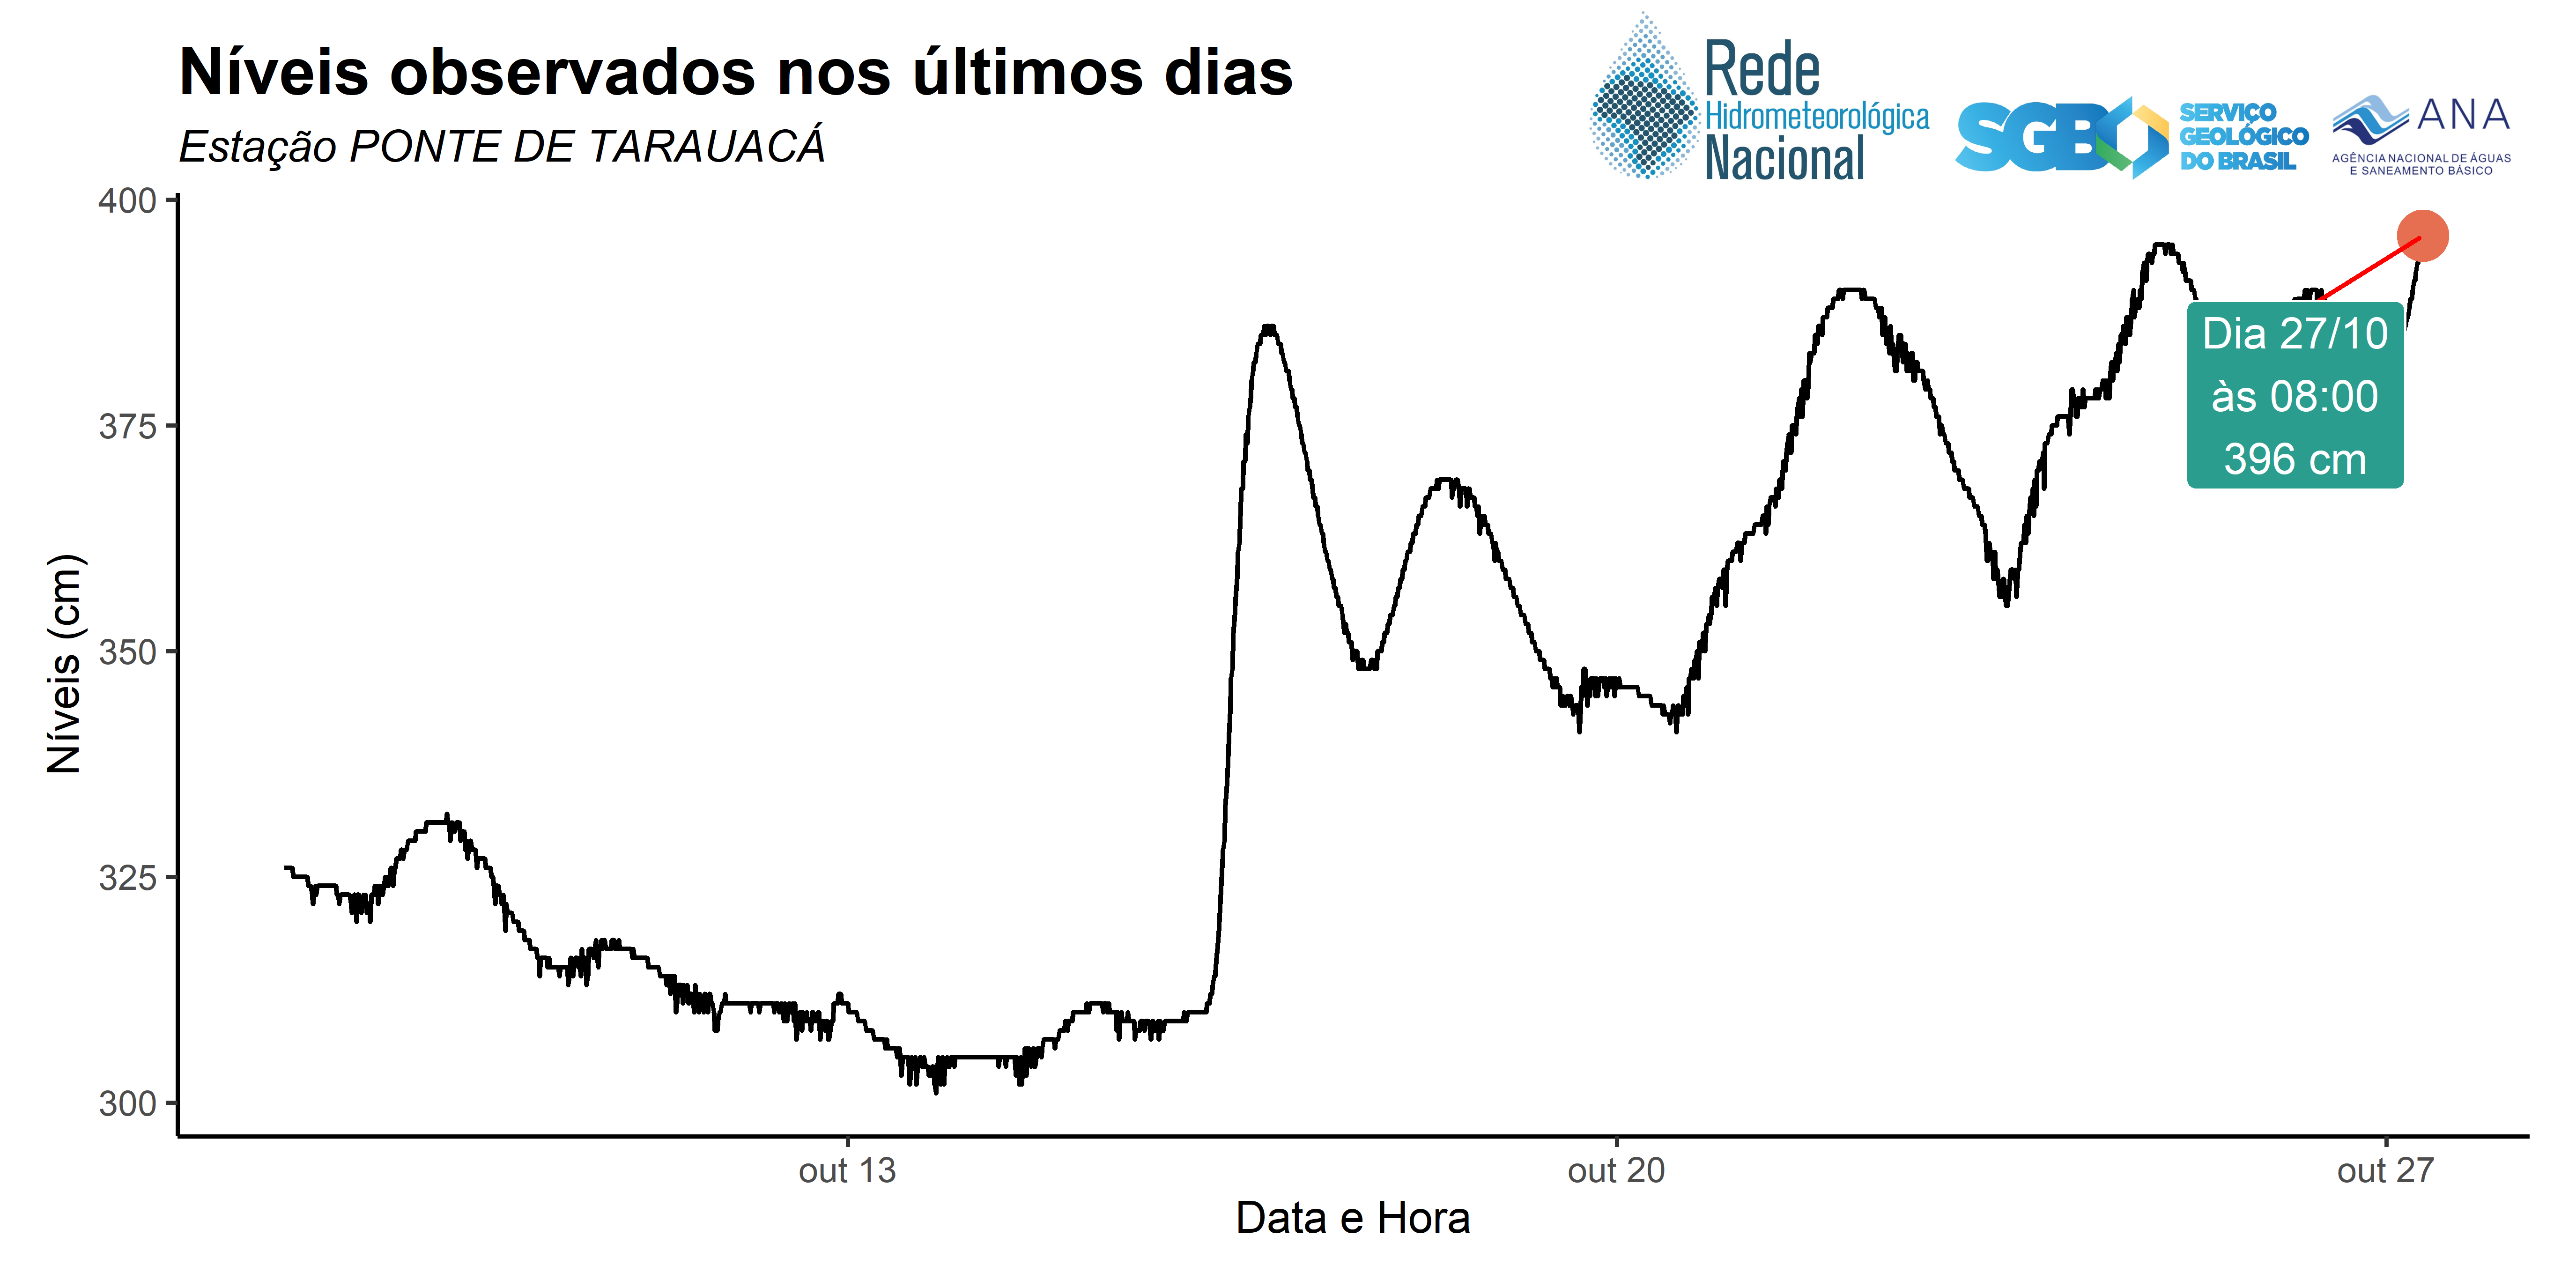 Níveis observados nos últimos dias
Estação PONTE DE TARAUACÁ
Rede
Hidrometeorológica
Nacional
SGB
SERVIÇO
GEOLÓGICO
DO BRASIL
ANA
AGÊNCIA NACIONAL DE ÁGUAS
E SANEAMENTO BÁSICO
400
375
350
325
300
Níveis (cm)
Dia 27/10
às 08:00
396 cm
out 13
out 20
out 27
Data e Hora